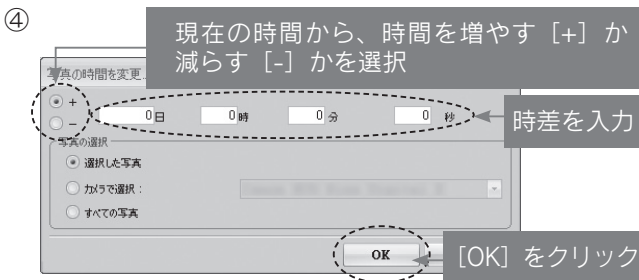 ④
現在の時間から、時間を増やす［+］か
減らす［-］かを選択
写真の時間を変更...
+
-
0日 0時 0分 0秒
時差を入力
写真の選択
選択した写真
カメラで選択：
すべての写真
OK
［OK］をクリック